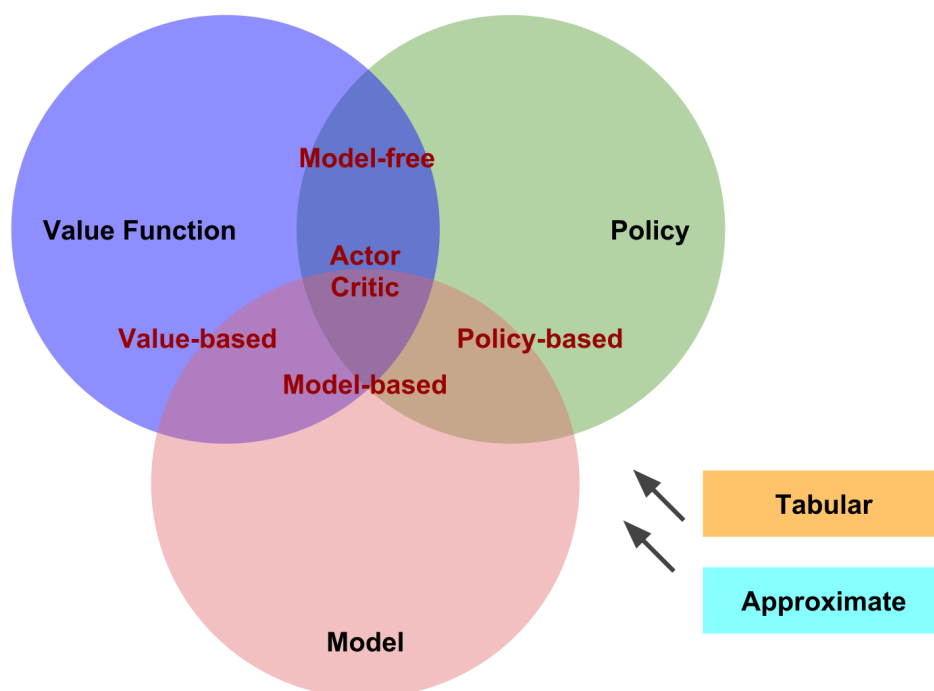 Model-free
Value Function
Policy
Actor
Critic
Value-based
Policy-based
Model-based
Tabular
Approximate
Model